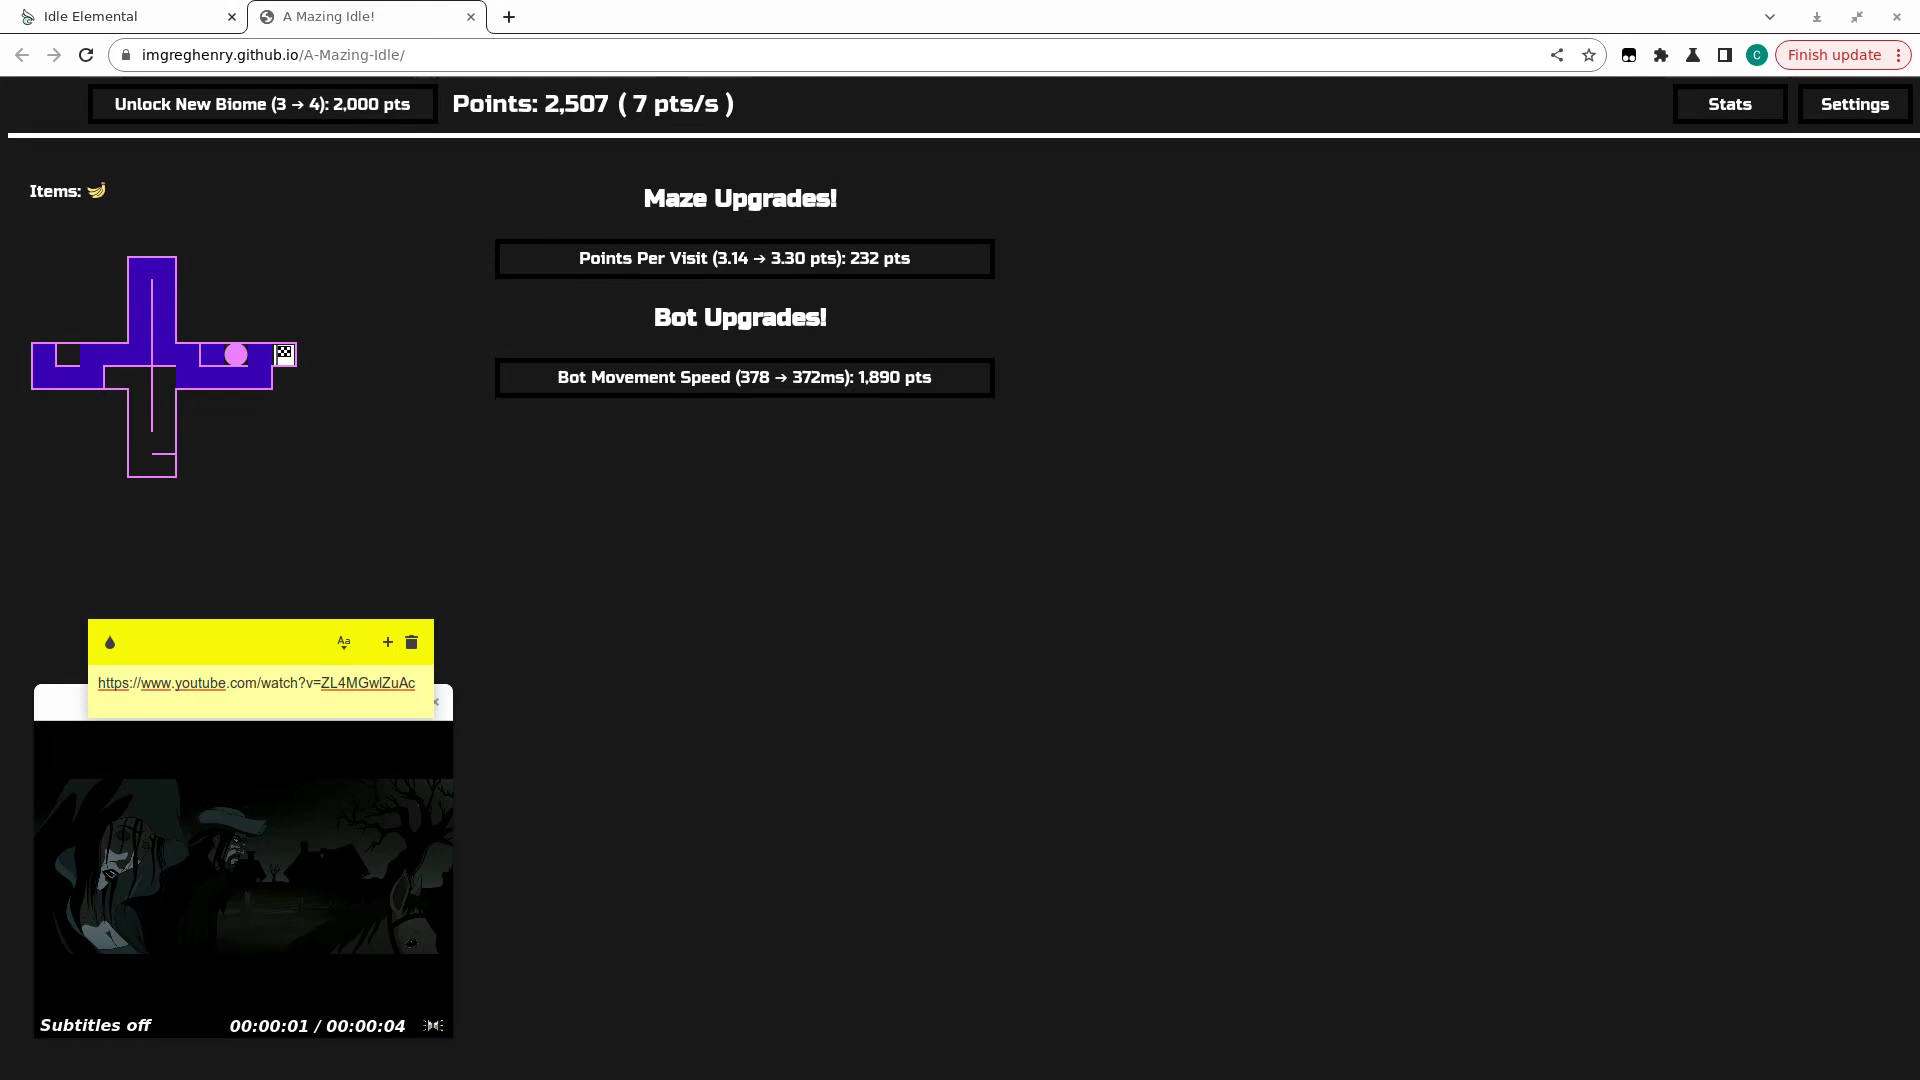 Idle Elemental
A Mazing Idle!
imgreghenry.github.io/A-Mazing-Idle/
C
Finish update
Unlock New Biome (3 → 4): 2,000 pts
Points: 2,507 ( 7 pts/s )
Stats
Settings
Items:
Maze Upgrades!
Points Per Visit (3.14 → 3.30 pts): 232 pts
Bot Upgrades!
Bot Movement Speed (378 → 372ms): 1,890 pts
Aa
https://www.youtube.com/watch?v=ZL4MGwlZuAc
Subtitles off
00:00:01 / 00:00:04